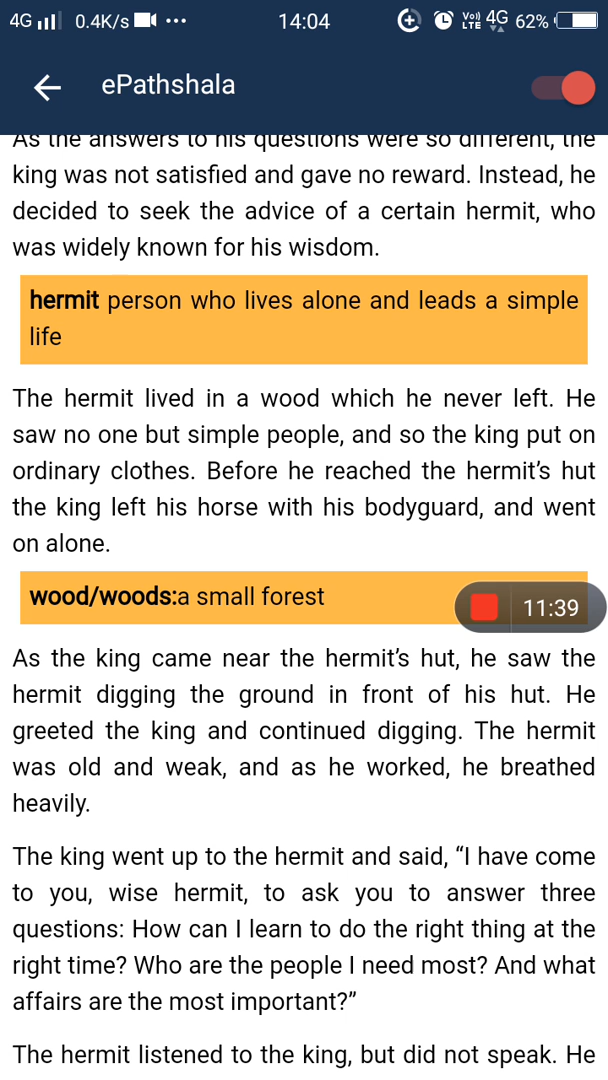 4G 0.4K/s ... 14:04 Vo)) LTE 4G 62%
ePathshala
As the answers to his questions were so different, the
king was not satisfied and gave no reward. Instead, he
decided to seek the advice of a certain hermit, who
was widely known for his wisdom.
hermit person who lives alone and leads a simple
life
The hermit lived in a wood which he never left. He
saw no one but simple people, and so the king put on
ordinary clothes. Before he reached the hermit's hut
the king left his horse with his bodyguard, and went
on alone.
wood/woods:a small forest
11:39
As the king came near the hermit's hut, he saw the
hermit digging the ground in front of his hut. He
greeted the king and continued digging. The hermit
was old and weak, and as he worked, he breathed
heavily.
The king went up to the hermit and said, “I have come
to you, wise hermit, to ask you to answer three
questions: How can I learn to do the right thing at the
right time? Who are the people I need most? And what
affairs are the most important?”
The hermit listened to the king, but did not speak. He